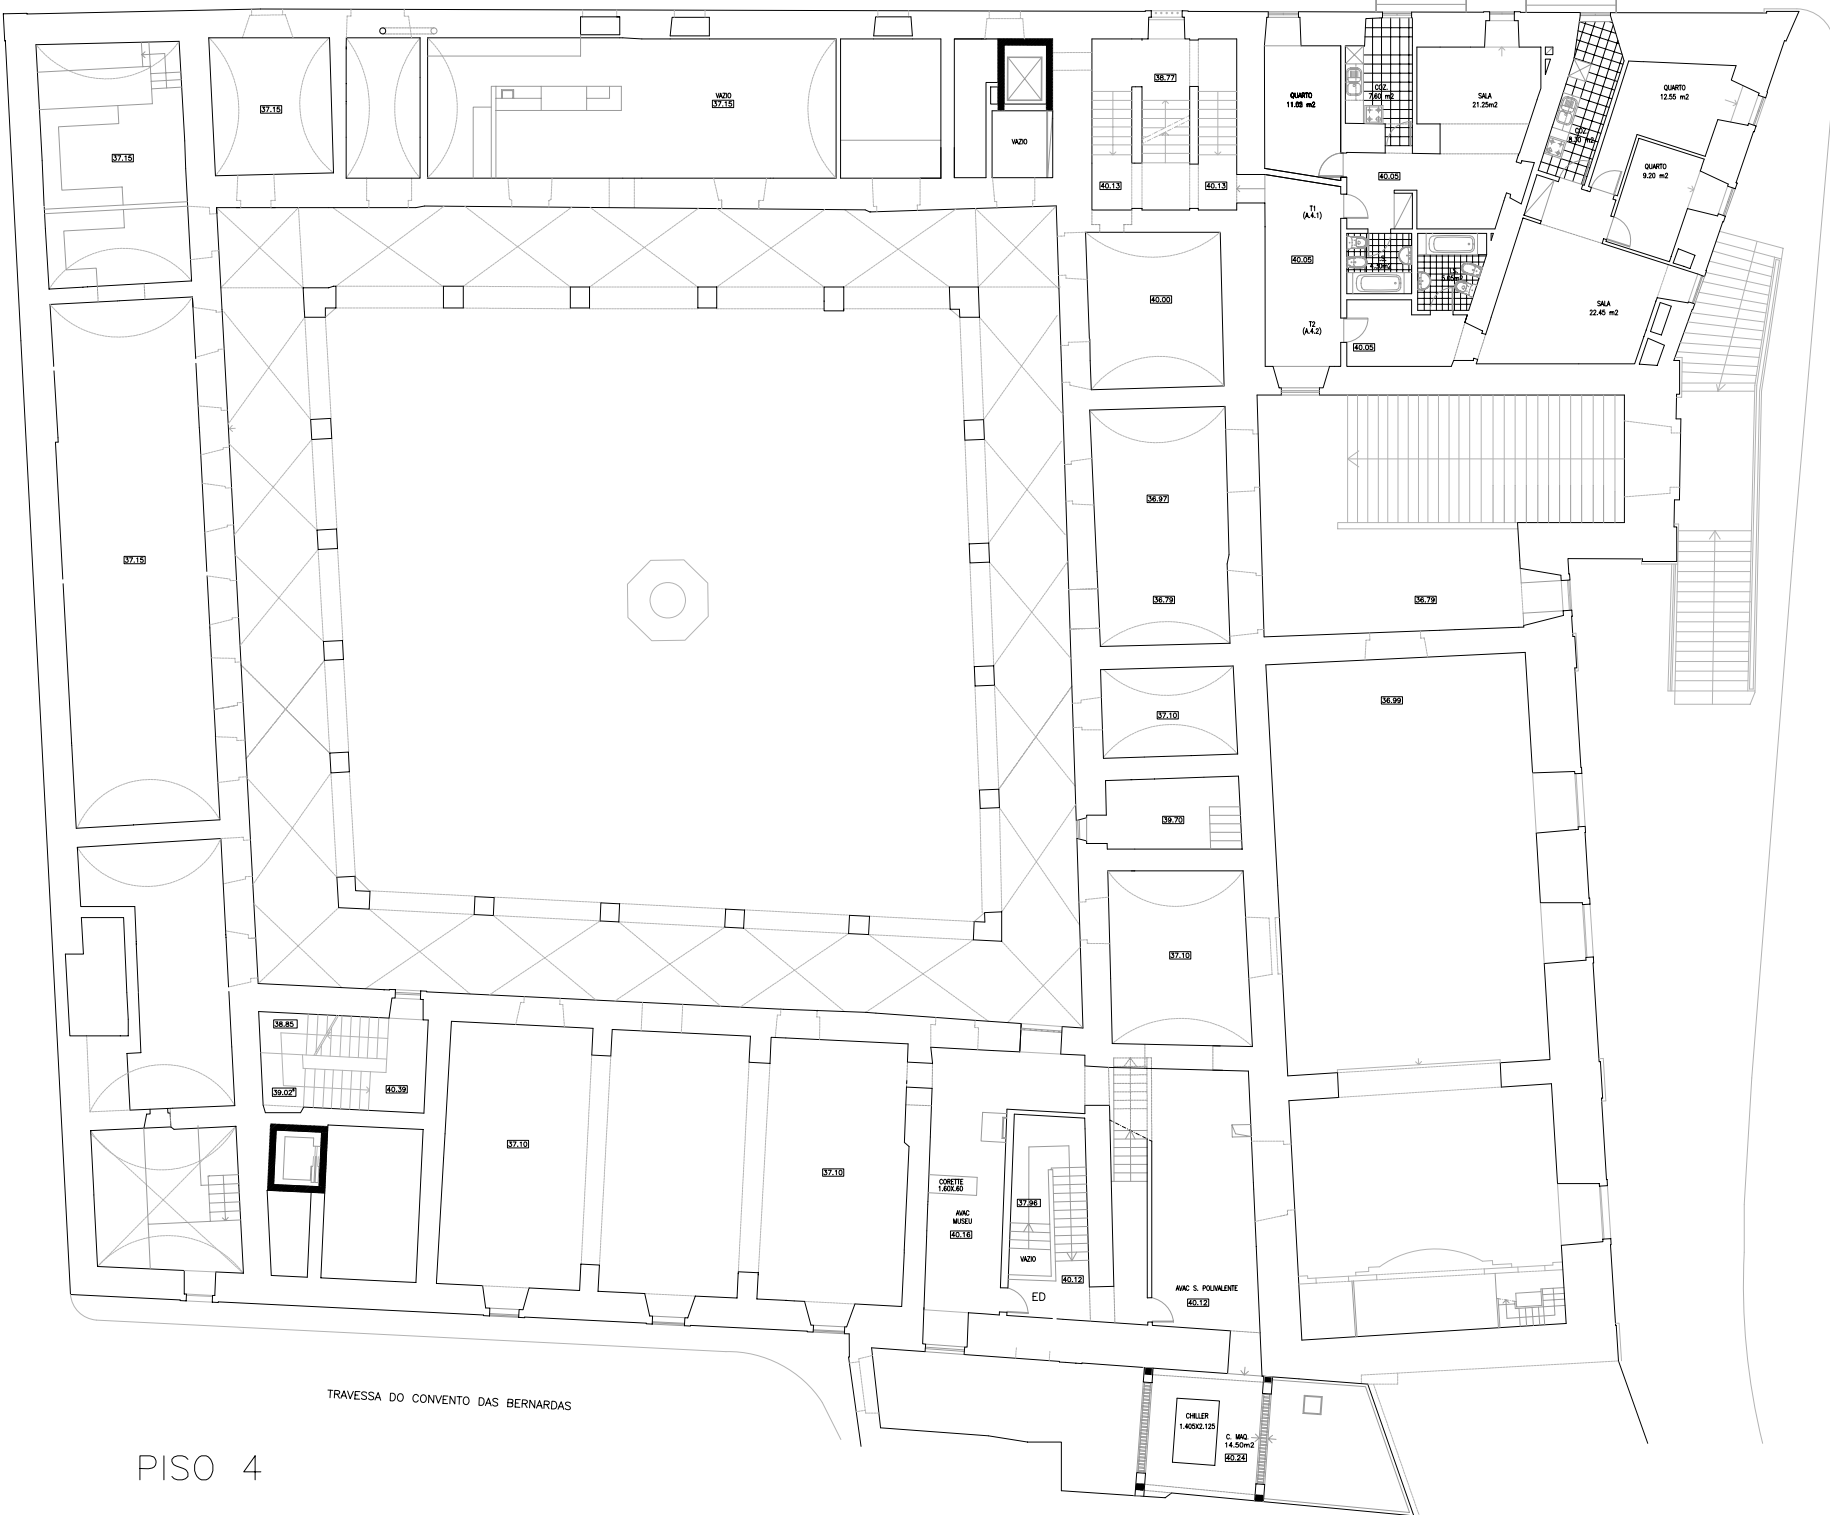 VAZIO
37.15
37.15
37.15
37.15
VAZIO
38.77
40.13
40.13
QUARTO
COZ.
7.60 m2
SALA
21.25m2
QUARTO
12.55 m2
COZ.
QUARTO
9.20 m2
40.05
T1
(A.4.1)
40.05
T2
(A.4.2)
40.05
SALA
22.45 m2
40.00
36.97
36.79
36.79
36.99
37.10
39.70
37.10
38.85
39.02
40.39
37.10
37.10
CORETTE
1.60X.60
AVAC
MUSEU
40.16
37.96
VAZIO
40.12
ED
AVAC S. POLIVALENTE
40.12
CHILLER
1.405X2.125
C. MAQ.
14.50m2
40.24
TRAVESSA DO CONVENTO DAS BERNARDAS
PISO 4